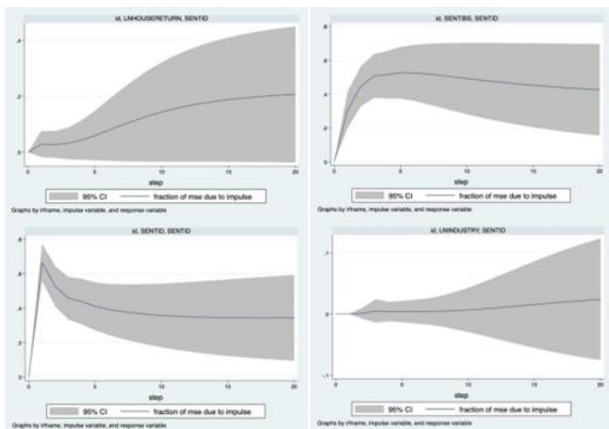 id, LNHOUSERETURN, SENTID
.4
.2
0
0 5 10 15 20
step
95% CI fraction of mse due to impulse
Graphs by irfname, impulse variable, and response variable
id, SENTIBIS, SENTID
.8
.6
.4
.2
0
0 5 10 15 20
step
95% CI fraction of mse due to impulse
Graphs by irfname, impulse variable, and response variable
id, SENTID, SENTID
.8
.6
.4
.2
0
0 5 10 15 20
step
95% CI fraction of mse due to impulse
Graphs by irfname, impulse variable, and response variable
id, LNINDUSTRY, SENTID
.1
0
-.1
0 5 10 15 20
step
95% CI fraction of mse due to impulse
Graphs by irfname, impulse variable, and response variable